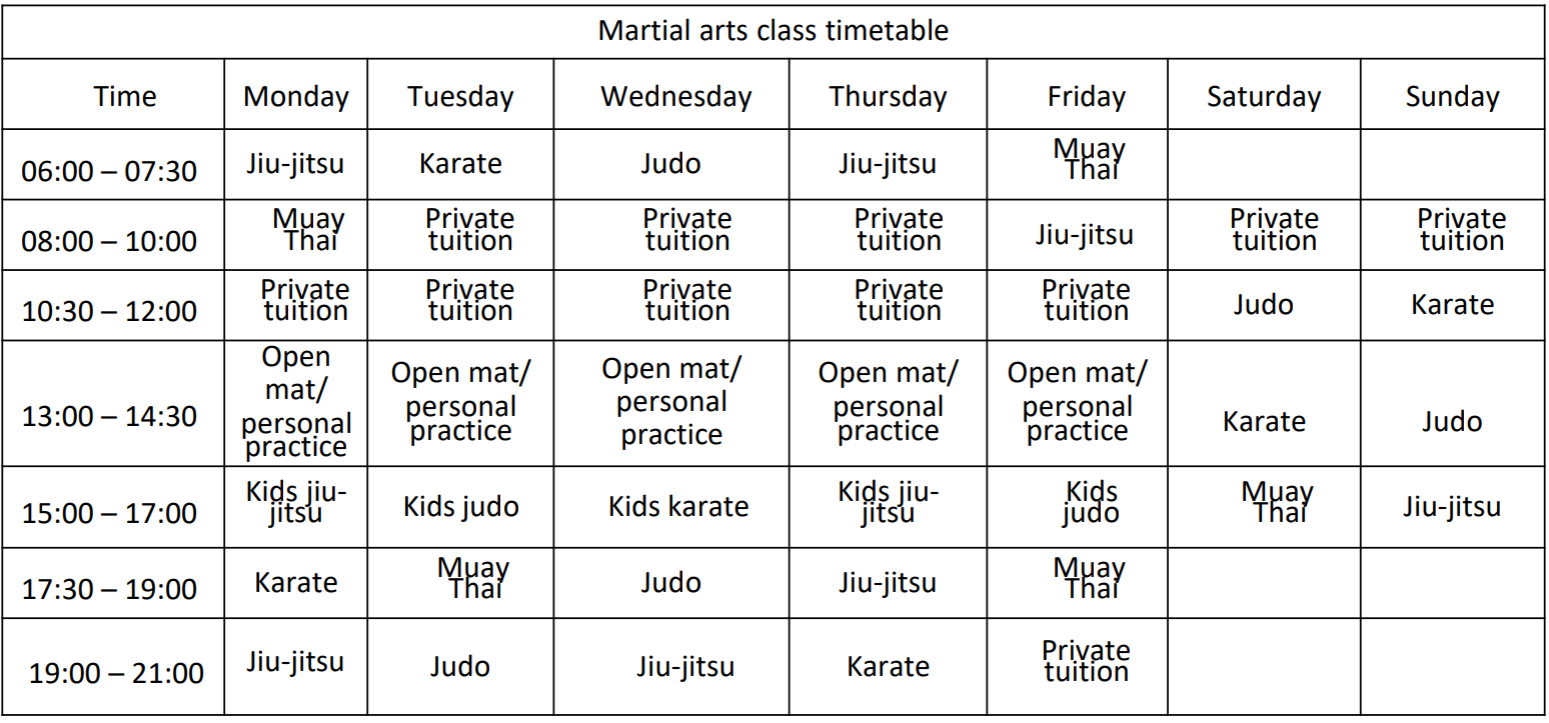 Martial arts class timetable
Time Monday Tuesday Wednesday Thursday Friday Saturday Sunday
06:00 – 07:30 Jiu-jitsu Karate Judo Jiu-jitsu Muay Thai
08:00 – 10:00 Muay Thai Private tuition Private tuition Private tuition Jiu-jitsu Private tuition Private tuition
10:30 – 12:00 Private tuition Private tuition Private tuition Private tuition Private tuition Judo Karate
13:00 – 14:30 Open mat/ personal practice Open mat/ personal practice Open mat/ personal practice Open mat/ personal practice Open mat/ personal practice Karate Judo
15:00 – 17:00 Kids jiu-jitsu Kids judo Kids karate Kids jiu-jitsu Kids judo Muay Thai Jiu-jitsu
17:30 – 19:00 Karate Muay Thai Judo Jiu-jitsu Muay Thai
19:00 – 21:00 Jiu-jitsu Judo Jiu-jitsu Karate Private tuition